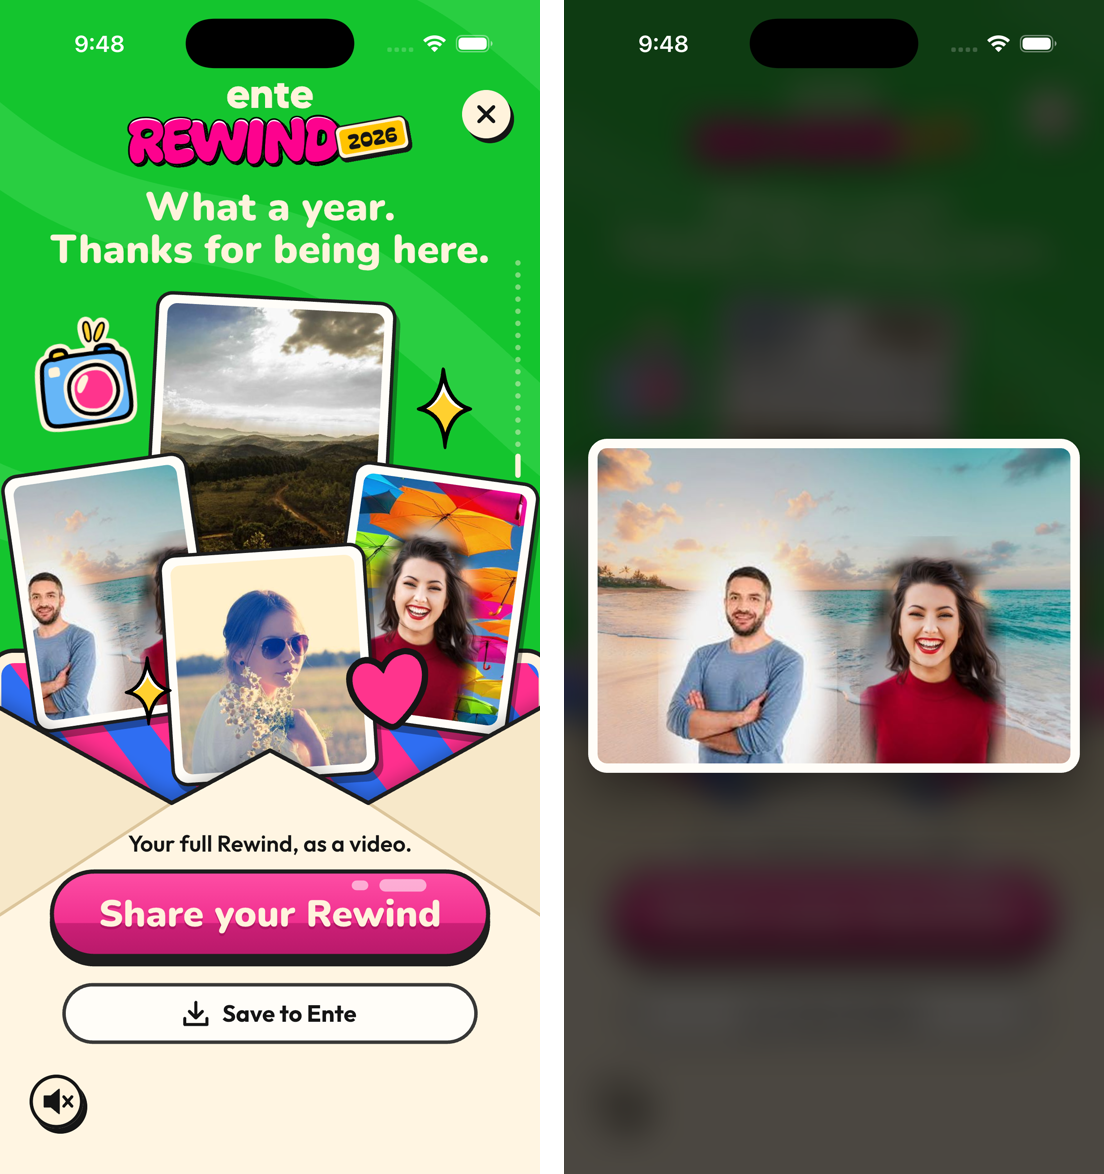 9:48
ente
REWIND 2026
What a year.
Thanks for being here.
Your full Rewind, as a video.
Share your Rewind
Save to Ente
9:48